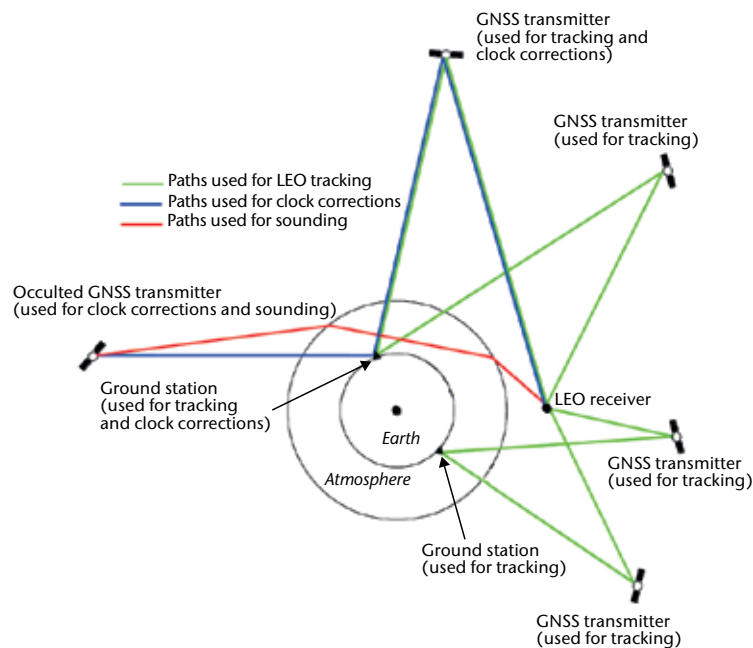 GNSS transmitter
(used for tracking and
clock corrections)
GNSS transmitter
(used for tracking)
Paths used for LEO tracking
Paths used for clock corrections
Paths used for sounding
Occulted GNSS transmitter
(used for clock corrections and sounding)
Ground station
(used for tracking
and clock corrections)
LEO receiver
Earth
Atmosphere
GNSS transmitter
(used for tracking)
Ground station
(used for tracking)
GNSS transmitter
(used for tracking)